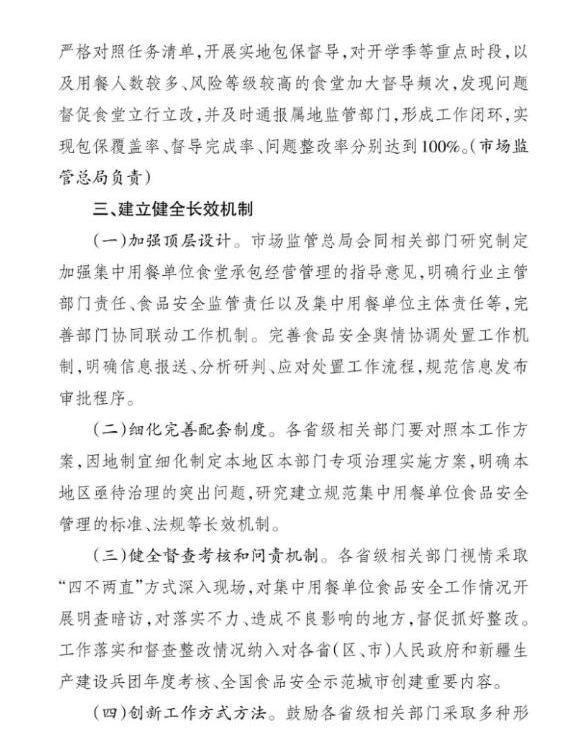 严格对照任务清单,开展实地包保督导,对开学季等重点时段,以
及用餐人数较多、风险等级较高的食堂加大督导频次,发现问题
督促食堂立行立改,并及时通报属地监管部门,形成工作闭环,实
现包保覆盖率、督导完成率、问题整改率分别达到100%。(市场监
管总局负责)
三、建立健全长效机制
(一)加强顶层设计。市场监管总局会同相关部门研究制定
加强集中用餐单位食堂承包经营管理的指导意见,明确行业主管
部门责任、食品安全监管责任以及集中用餐单位主体责任等,完
善部门协同联动工作机制。完善食品安全舆情协调处置工作机
制,明确信息报送、分析研判、应对处置工作流程,规范信息发布
审批程序。
(二)细化完善配套制度。各省级相关部门要对照本工作方
案,因地制宜细化制定本地区本部门专项治理实施方案,明确本
地区亟待治理的突出问题,研究建立规范集中用餐单位食品安全
管理的标准、法规等长效机制。
(三)健全督查考核和问责机制。各省级相关部门视情采取
“四不两直”方式深入现场,对集中用餐单位食品安全工作情况开
展明查暗访,对落实不力、造成不良影响的地方,督促抓好整改。
工作落实和督查整改情况纳入对各省(区、市)人民政府和新疆生
产建设兵团年度考核、全国食品安全示范城市创建重要内容。
(四)创新工作方式方法。鼓励各省级相关部门采取多种形